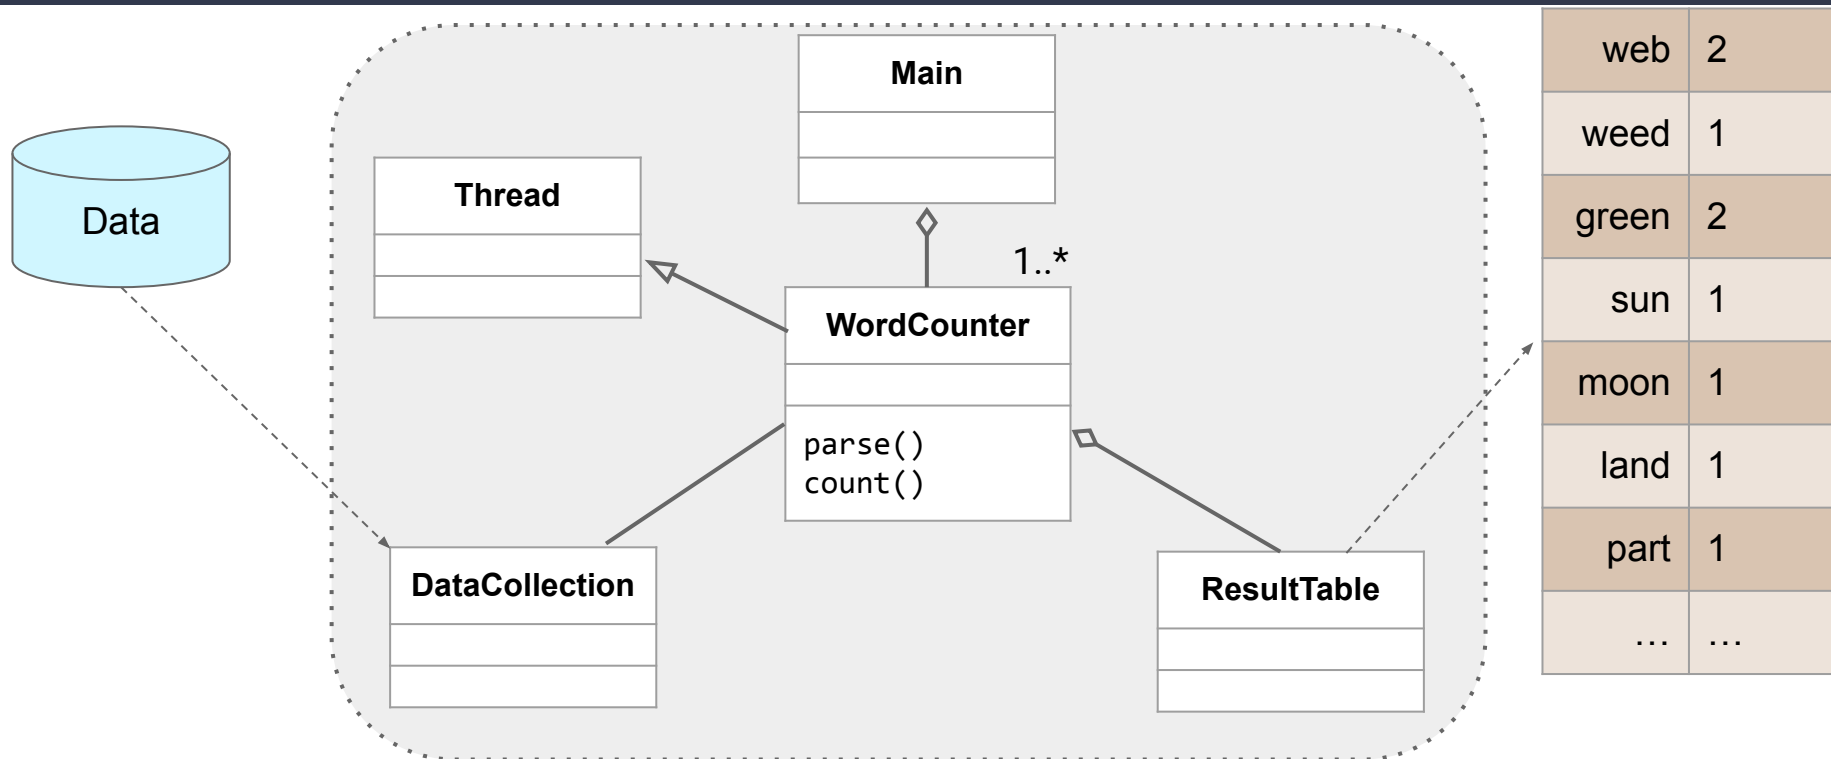 Data
Main
Thread
1..*
WordCounter
parse()
count()
DataCollection
ResultTable
web 2
weed 1
green 2
sun 1
moon 1
land 1
part 1
... ...